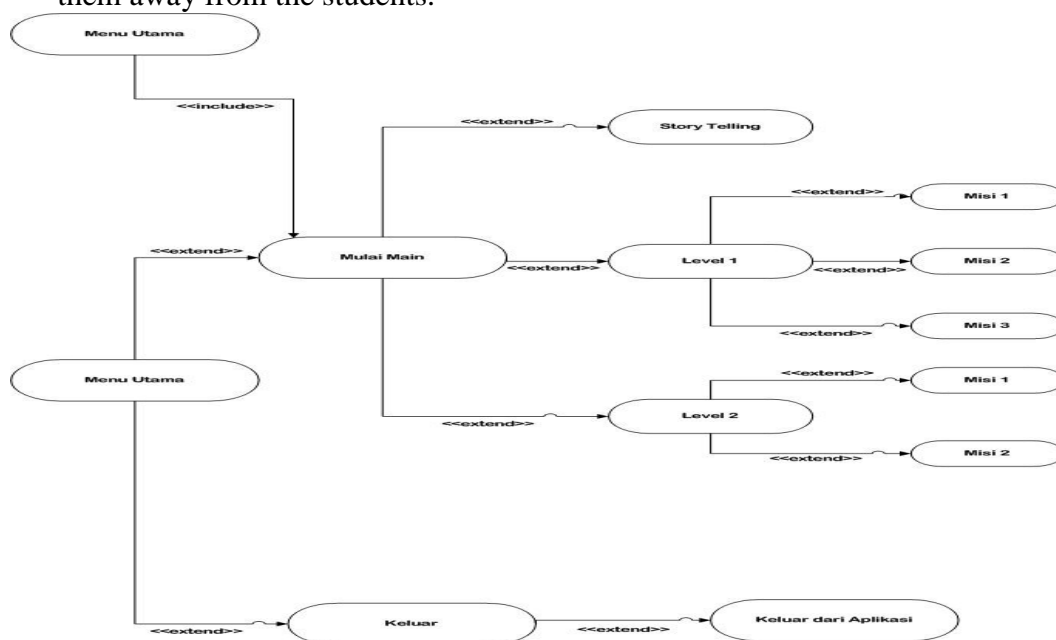 them away from the students.
Menu Utama
<<include>>
<<extend>>
Story Telling
<<extend>>
Misi 1
<<extend>>
Mulai Main
<<extend>>
Level 1
<<extend>>
Misi 2
<<extend>>
Misi 3
Menu Utama
<<extend>>
Misi 1
<<extend>>
Level 2
<<extend>>
Misi 2
<<extend>>
Keluar
<<extend>>
Keluar dari Aplikasi